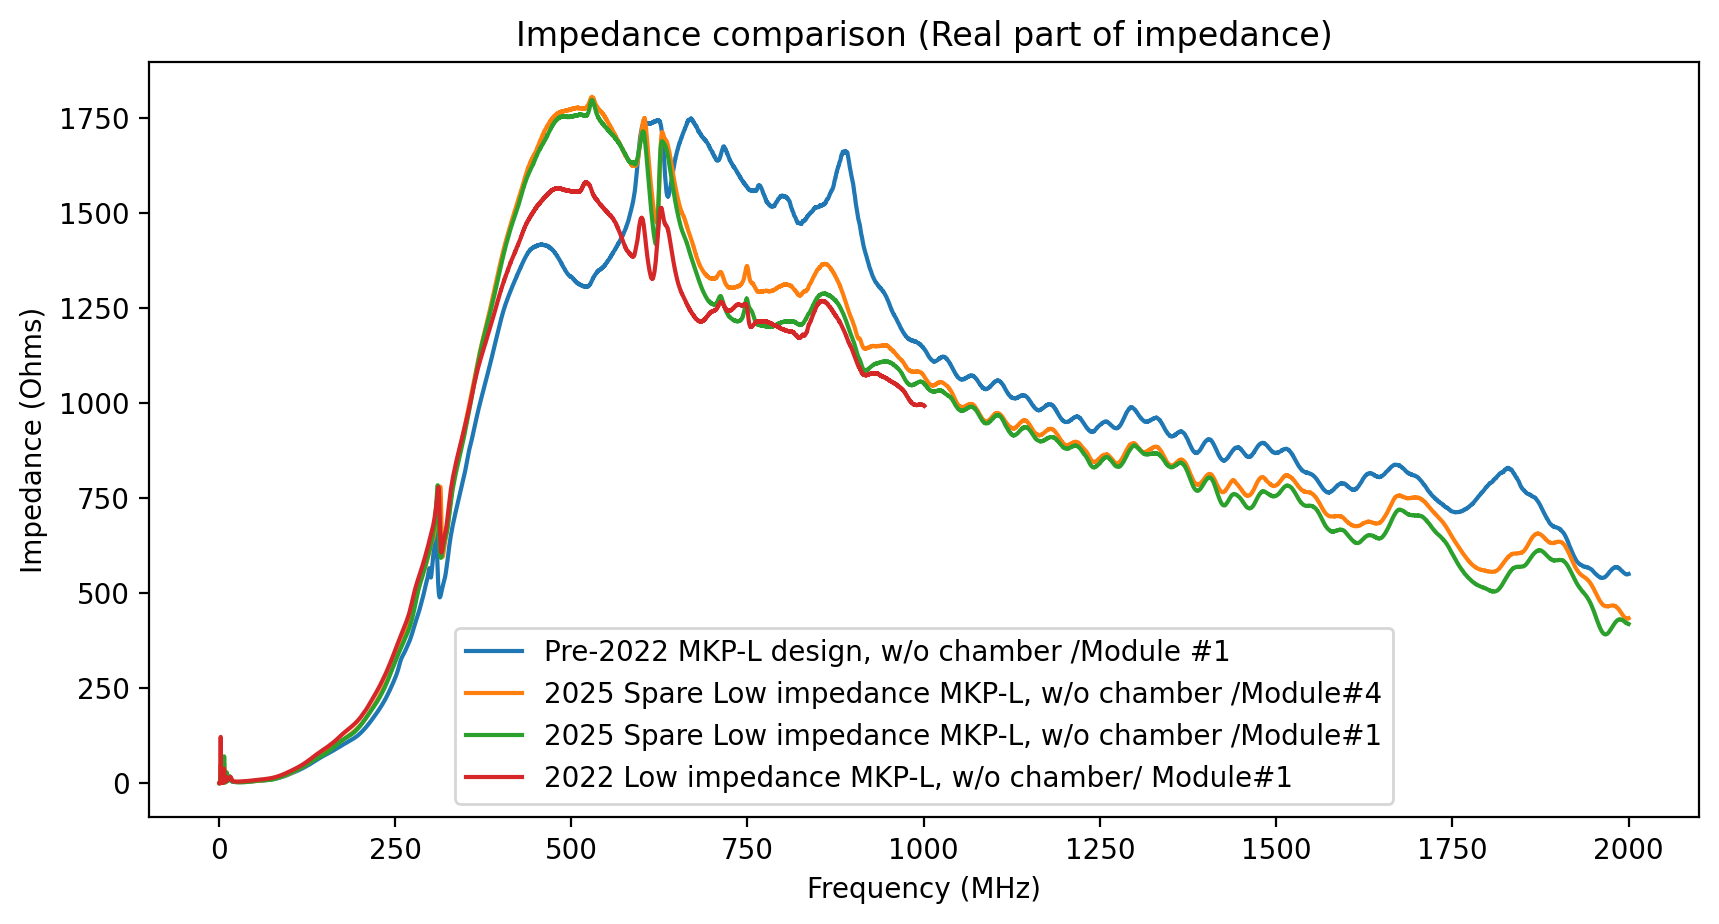 Impedance comparison (Real part of impedance)
Impedance (Ohms)
1750
1500
1250
1000
750
500
250
0
Pre-2022 MKP-L design, w/o chamber /Module #1
2025 Spare Low impedance MKP-L, w/o chamber /Module#4
2025 Spare Low impedance MKP-L, w/o chamber /Module#1
2022 Low impedance MKP-L, w/o chamber/ Module#1
0 250 500 750 1000 1250 1500 1750 2000
Frequency (MHz)